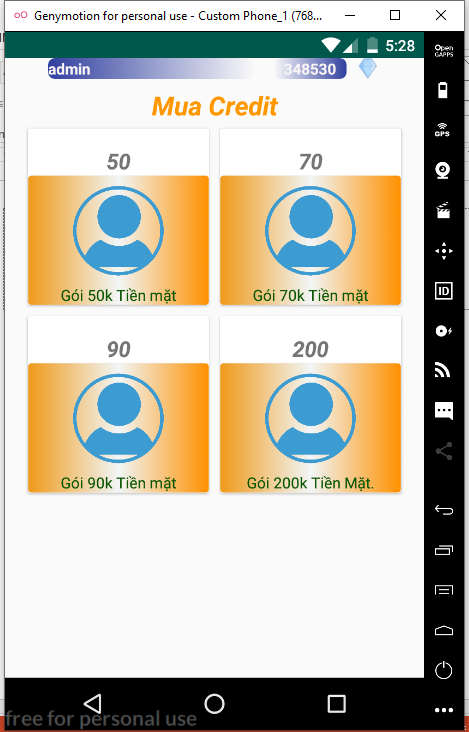 Genymotion for personal use - Custom Phone_1 (768...
5:28
Open
GAPPS
admin 348530
Mua Credit
GPS
50 70
Gói 50k Tiền mặt Gói 70k Tiền mặt
ID
90 200
Gói 90k Tiền mặt Gói 200k Tiền Mặt.
free for personal use